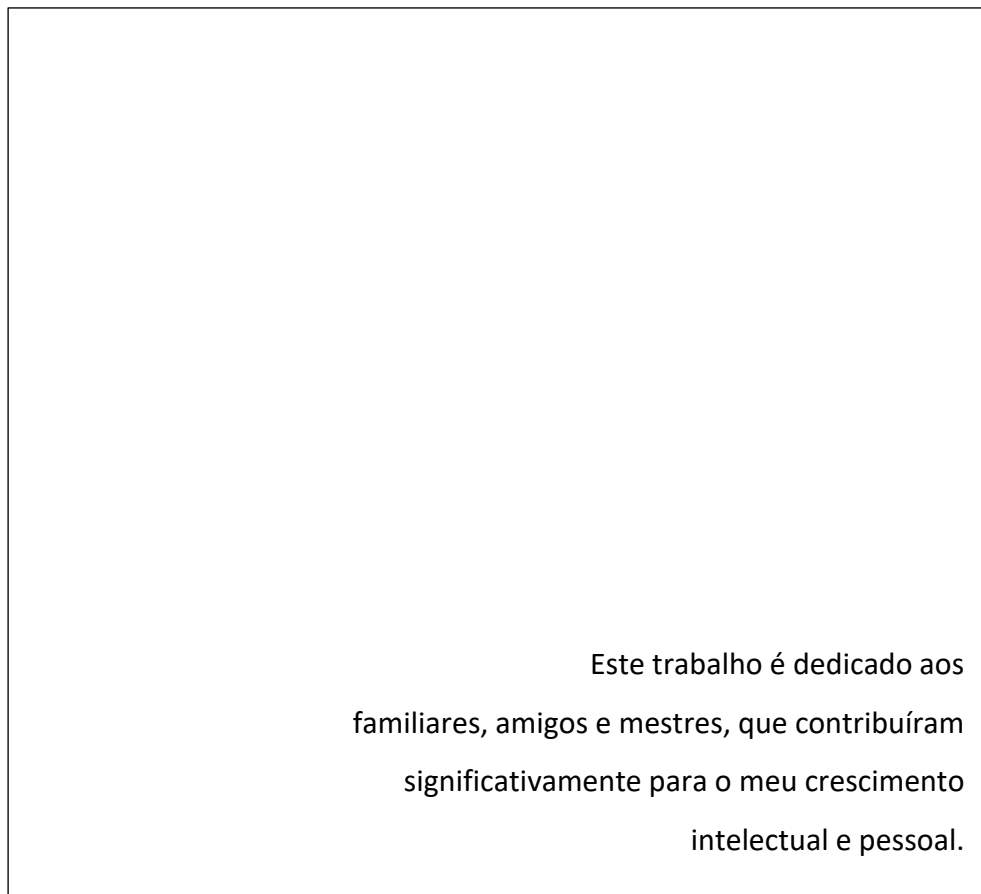 Este trabalho é dedicado aos
familiares, amigos e mestres, que contribuíram
significativamente para o meu crescimento
intelectual e pessoal.